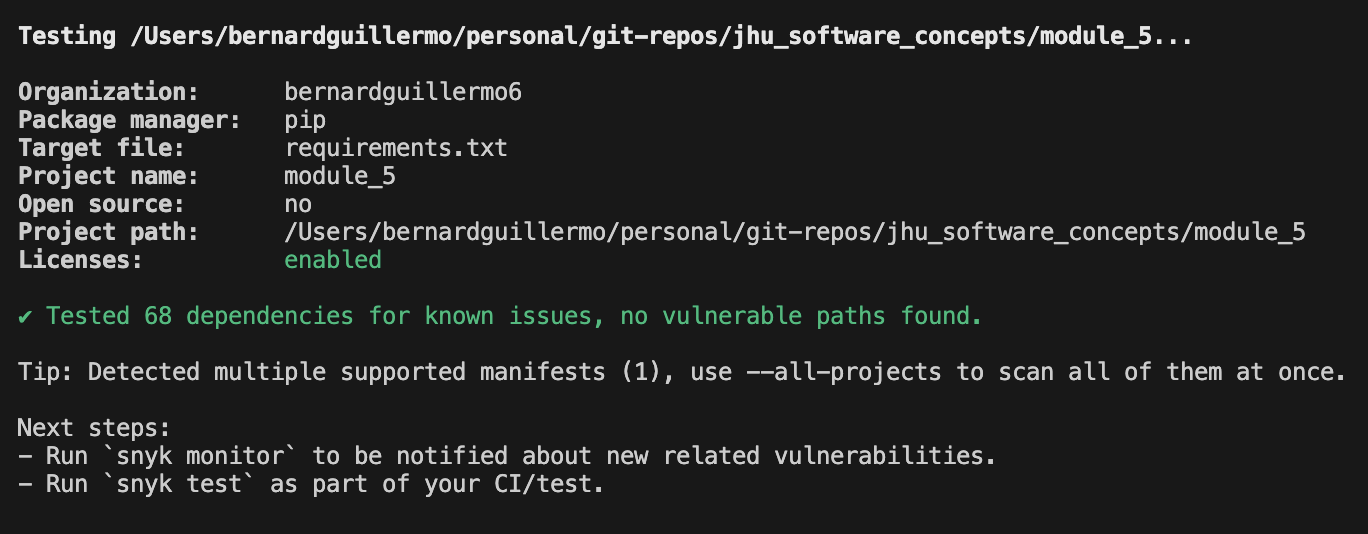 Testing /Users/bernardguillermo/personal/git-repos/jhu_software_concepts/module_5...
Organization: bernardguillermo6
Package manager: pip
Target file: requirements.txt
Project name: module_5
Open source: no
Project path: /Users/bernardguillermo/personal/git-repos/jhu_software_concepts/module_5
Licenses: enabled
✔ Tested 68 dependencies for known issues, no vulnerable paths found.
Tip: Detected multiple supported manifests (1), use --all-projects to scan all of them at once.
Next steps:
- Run `snyk monitor` to be notified about new related vulnerabilities.
- Run `snyk test` as part of your CI/test.